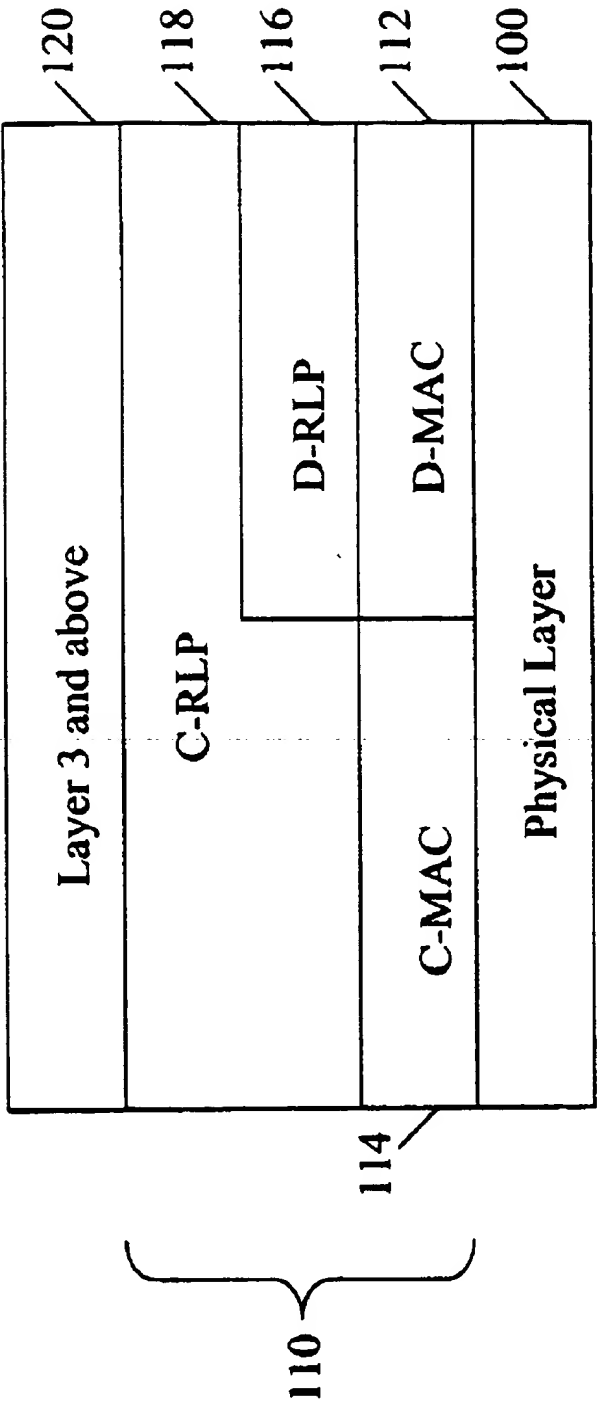 Layer 3 and above
120
C-RLP
118
D-RLP
116
C-MAC
D-MAC
112
114
Physical Layer
100
110